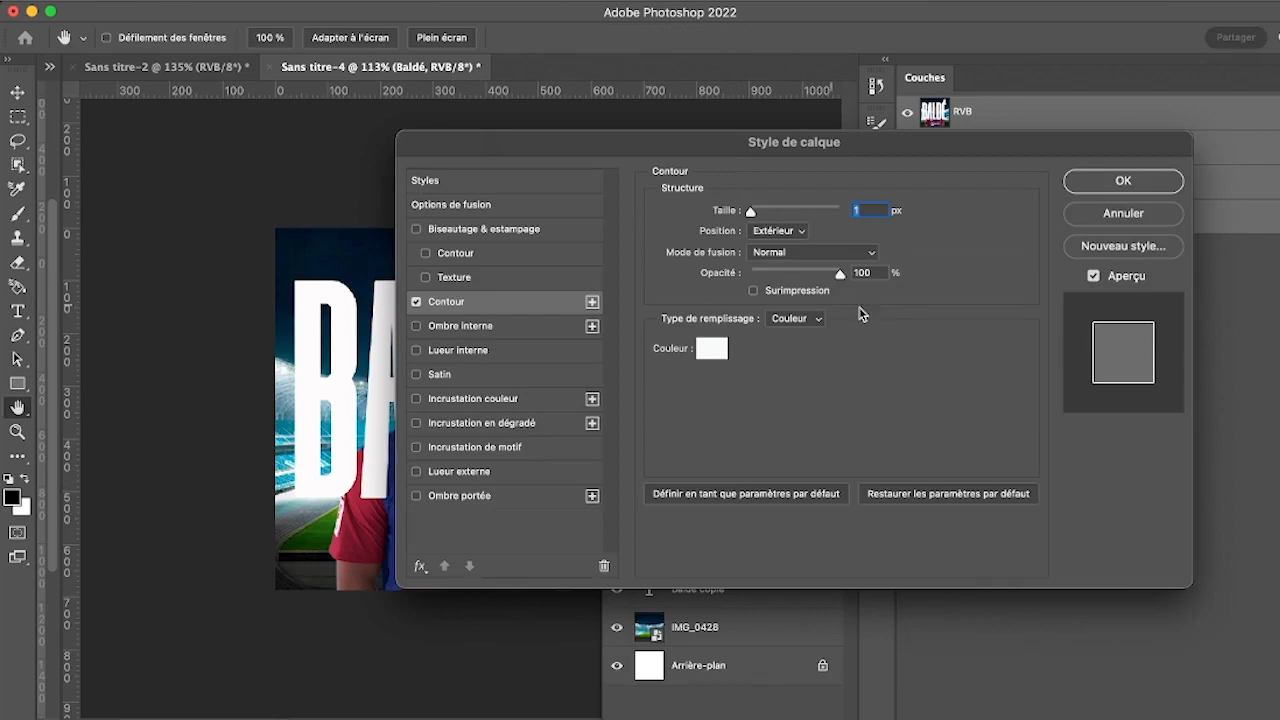 Adobe Photoshop 2022
Défilement des fenêtres
100 %
Adapter à l'écran
Plein écran
Partager
Sans titre-2 @ 135% (RVB/8*) *
Sans titre-4 @ 113% (Baldé, RVB/8*) *
Couches
300 200 100 0 100 200 300 400 500 600 700 800 900 1000
RVB
Style de calque
Styles
Options de fusion
Biseautage & estampage
Contour
Texture
Contour
Ombre interne
Lueur interne
Satin
Incrustation couleur
Incrustation en dégradé
Incrustation de motif
Lueur externe
Ombre portée
fx
Contour
Structure
Taille : 1 px
Position : Extérieur
Mode de fusion : Normal
Opacité : 100 %
Surimpression
Type de remplissage : Couleur
Couleur :
Définir en tant que paramètres par défaut
Restaurer les paramètres par défaut
OK
Annuler
Nouveau style...
Aperçu
BA
Baldé copie
IMG_0428
Arrière-plan